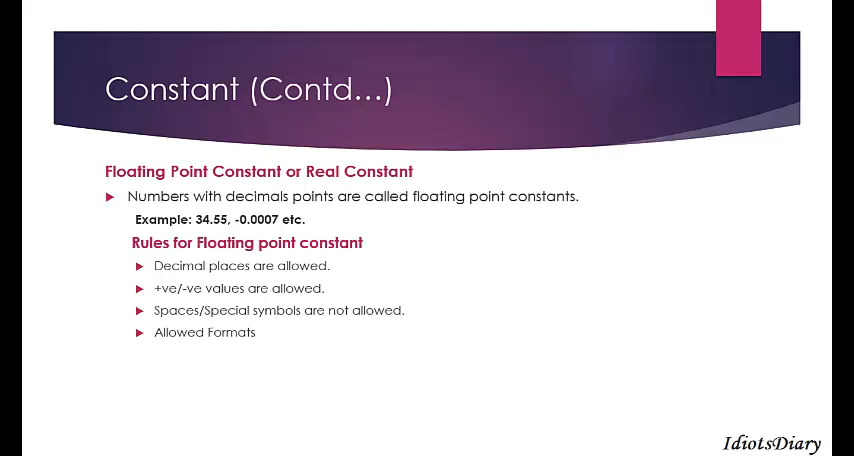 Constant (Contd...)
Floating Point Constant or Real Constant
Numbers with decimals points are called floating point constants.
Example: 34.55, -0.0007 etc.
Rules for Floating point constant
Decimal places are allowed.
+ve/-ve values are allowed.
Spaces/Special symbols are not allowed.
Allowed Formats
IdiotsDiary